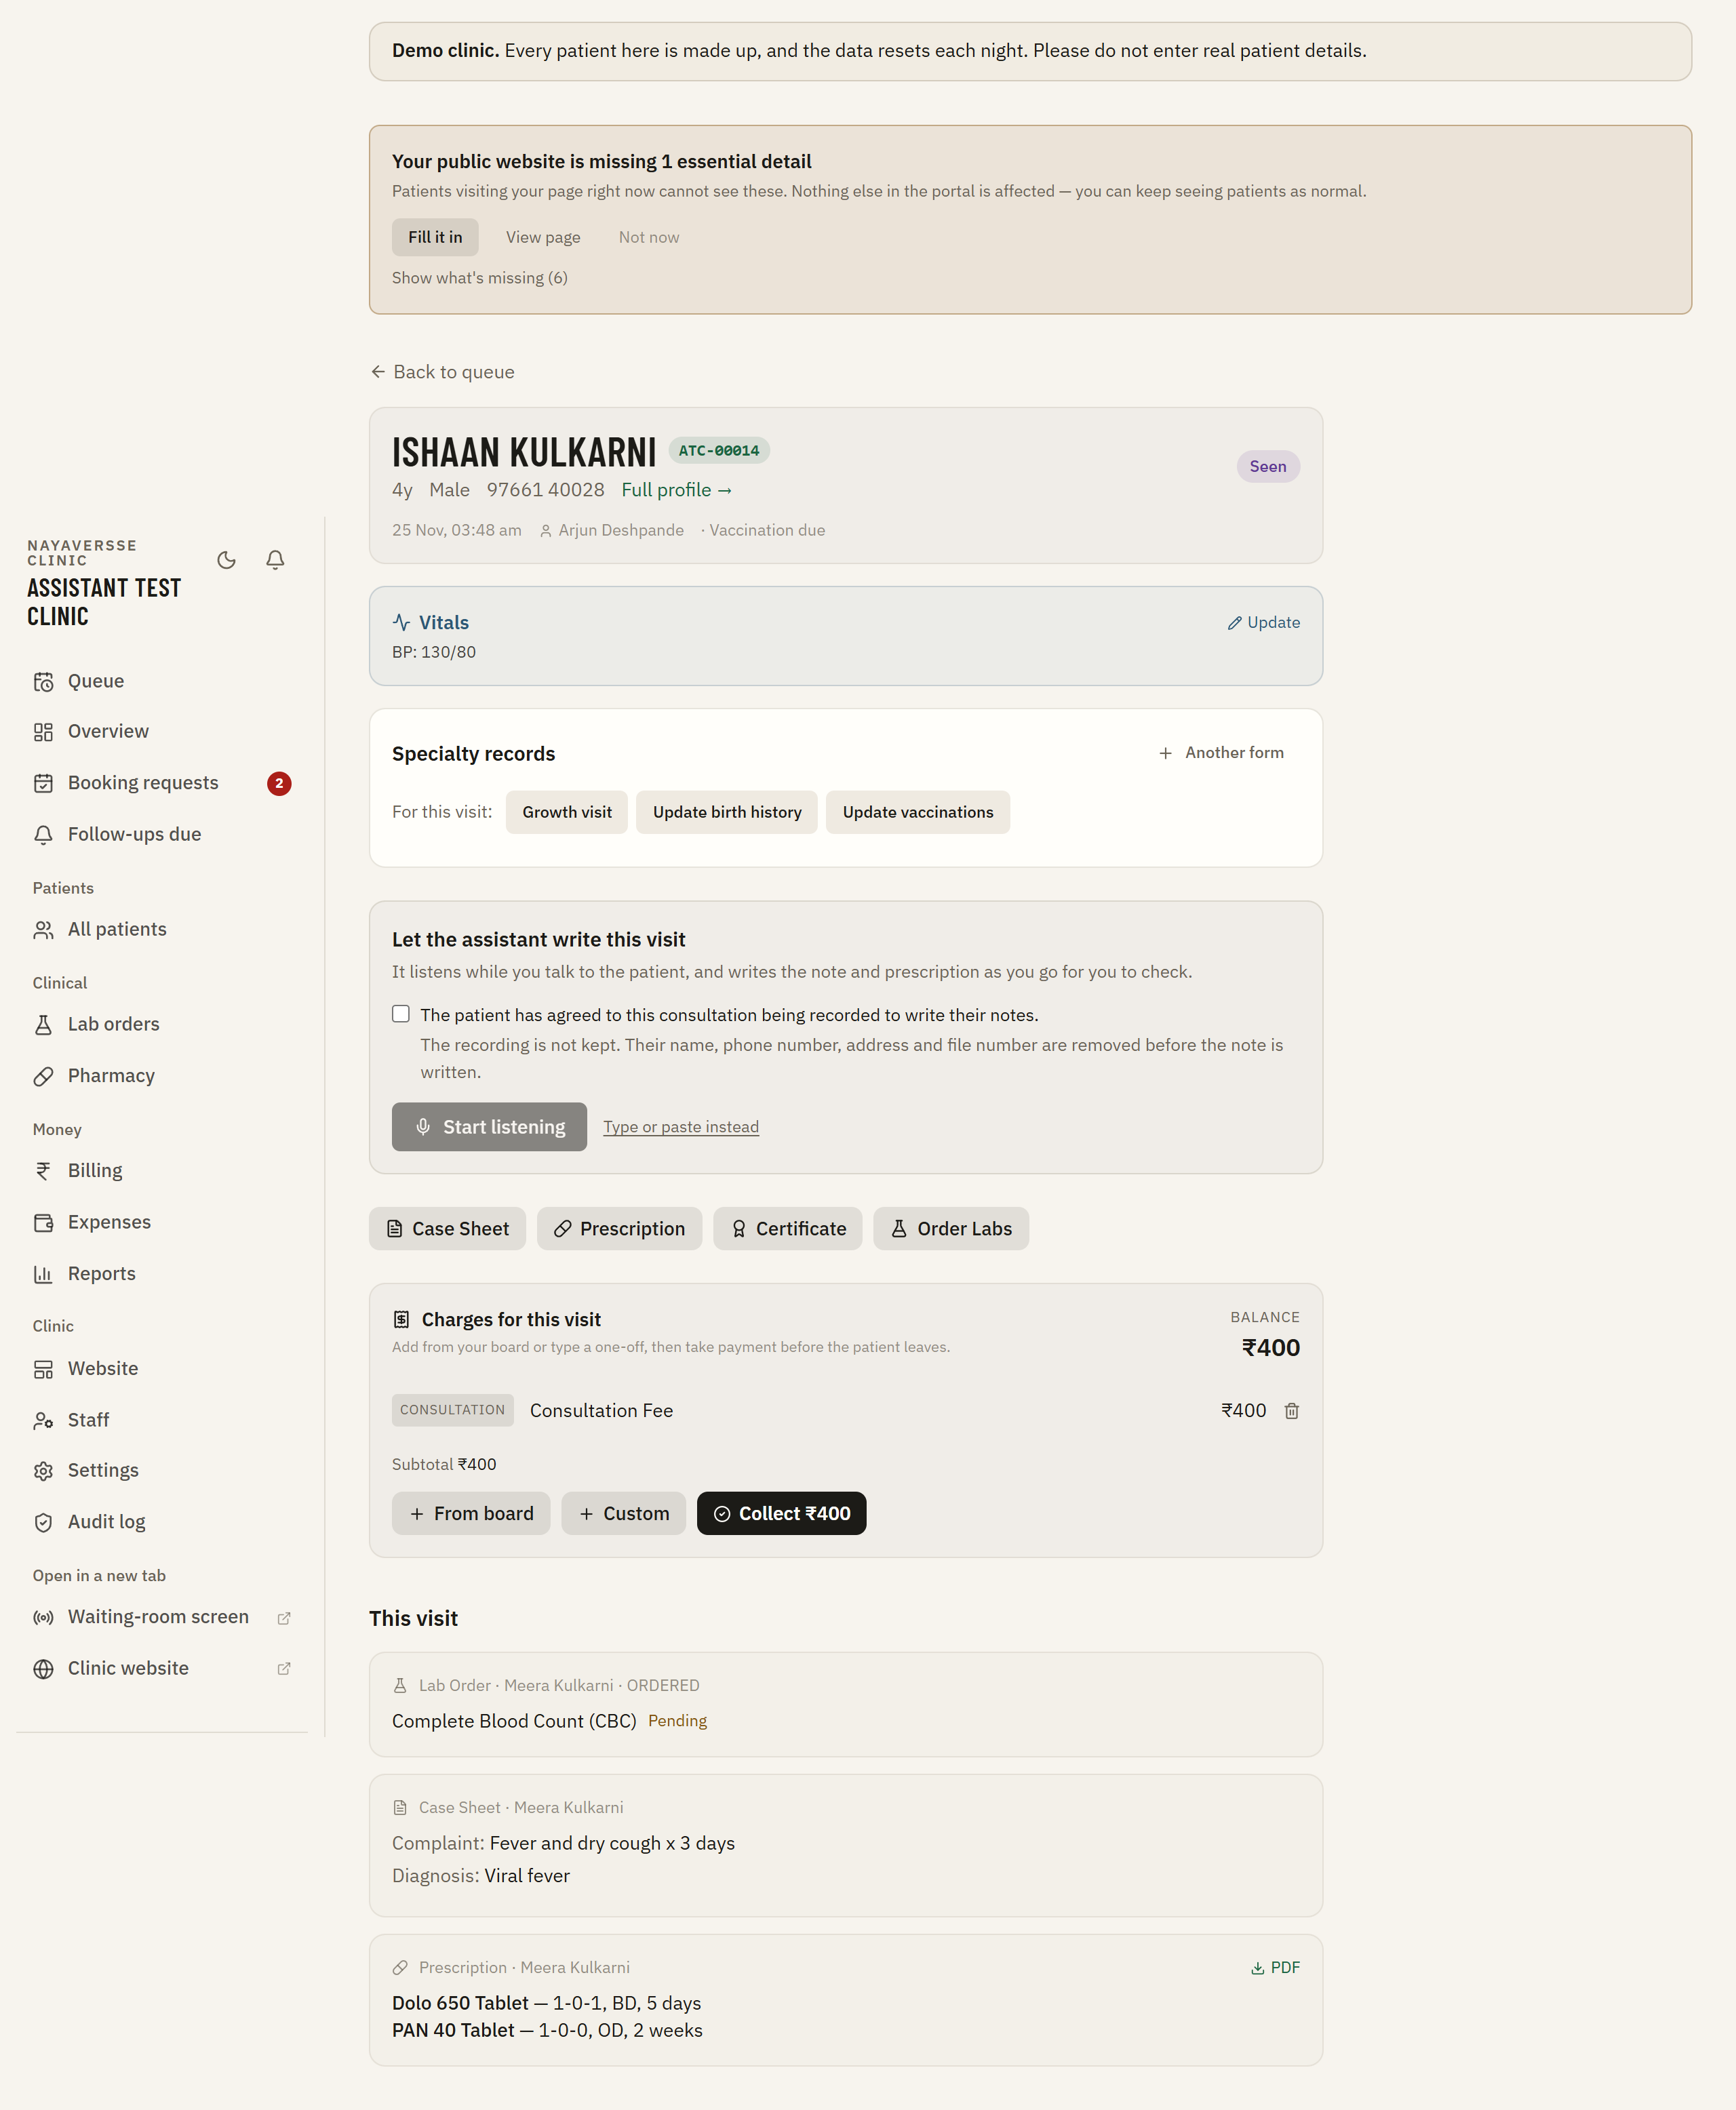 Demo clinic. Every patient here is made up, and the data resets each night. Please do not enter real patient details.
Your public website is missing 1 essential detail
Patients visiting your page right now cannot see these. Nothing else in the portal is affected — you can keep seeing patients as normal.
Fill it in View page Not now
Show what's missing (6)
← Back to queue
ISHAAN KULKARNI ATC-00014
Seen
4y Male 97661 40028 Full profile →
25 Nov, 03:48 am Arjun Deshpande · Vaccination due
NAYAVERSSE
CLINIC
ASSISTANT TEST
CLINIC
Queue
Overview
Booking requests 2
Follow-ups due
Patients
All patients
Clinical
Lab orders
Pharmacy
Money
Billing
Expenses
Reports
Clinic
Website
Staff
Settings
Audit log
Open in a new tab
Waiting-room screen
Clinic website
Vitals Update
BP: 130/80
Specialty records + Another form
For this visit: Growth visit Update birth history Update vaccinations
Let the assistant write this visit
It listens while you talk to the patient, and writes the note and prescription as you go for you to check.
The patient has agreed to this consultation being recorded to write their notes.
The recording is not kept. Their name, phone number, address and file number are removed before the note is
written.
Start listening Type or paste instead
Case Sheet Prescription Certificate Order Labs
Charges for this visit BALANCE
Add from your board or type a one-off, then take payment before the patient leaves. ₹400
CONSULTATION Consultation Fee ₹400
Subtotal ₹400
+ From board + Custom Collect ₹400
This visit
Lab Order · Meera Kulkarni · ORDERED
Complete Blood Count (CBC) Pending
Case Sheet · Meera Kulkarni
Complaint: Fever and dry cough x 3 days
Diagnosis: Viral fever
Prescription · Meera Kulkarni PDF
Dolo 650 Tablet — 1-0-1, BD, 5 days
PAN 40 Tablet — 1-0-0, OD, 2 weeks